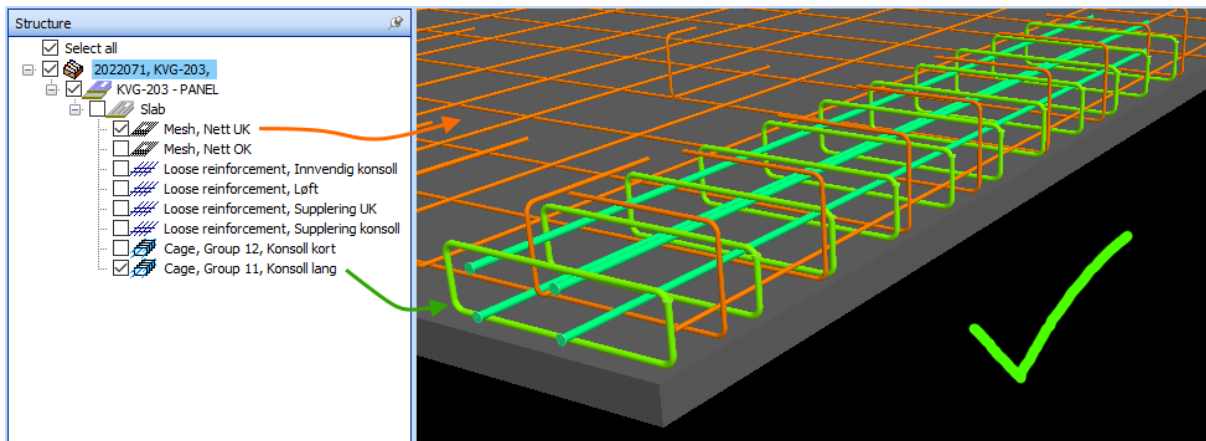 Structure
Select all
2022071, KVG-203,
KVG-203 - PANEL
Slab
Mesh, Nett UK
Mesh, Nett OK
Loose reinforcement, Innvendig konsoll
Loose reinforcement, Løft
Loose reinforcement, Supplering UK
Loose reinforcement, Supplering konsoll
Cage, Group 12, Konsoll kort
Cage, Group 11, Konsoll lang